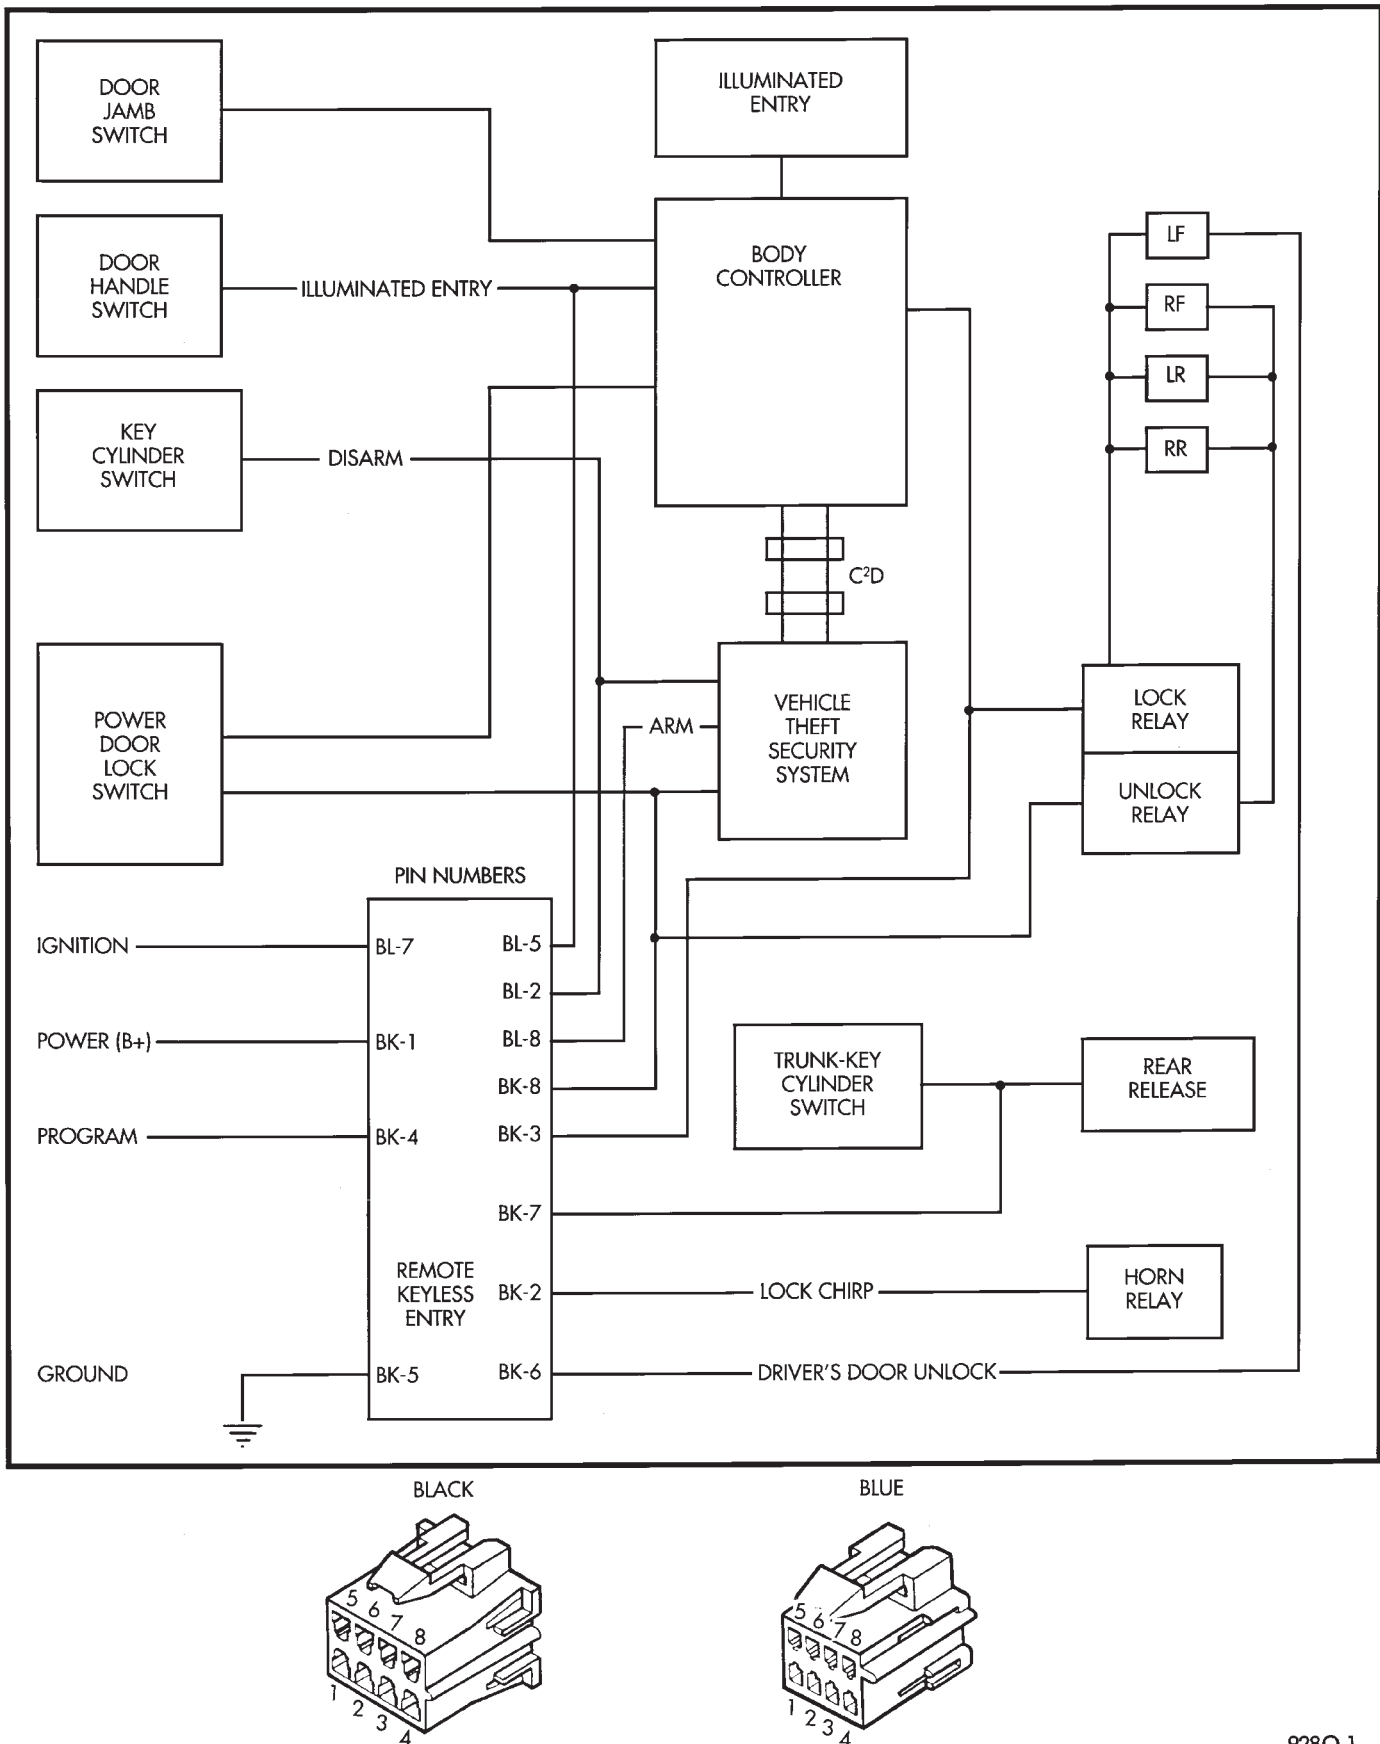 DOOR
JAMB
SWITCH
ILLUMINATED
ENTRY
DOOR
HANDLE
SWITCH
ILLUMINATED ENTRY
BODY
CONTROLLER
LF
RF
LR
RR
KEY
CYLINDER
SWITCH
DISARM
C²D
POWER
DOOR
LOCK
SWITCH
ARM
VEHICLE
THEFT
SECURITY
SYSTEM
LOCK
RELAY
UNLOCK
RELAY
PIN NUMBERS
IGNITION
BL-7
BL-5
BL-2
POWER (B+)
BK-1
BL-8
BK-8
PROGRAM
BK-4
BK-3
BK-7
TRUNK-KEY
CYLINDER
SWITCH
REAR
RELEASE
REMOTE
KEYLESS
ENTRY
BK-2
LOCK CHIRP
HORN
RELAY
GROUND
BK-5
BK-6
DRIVER'S DOOR UNLOCK
BLACK
BLUE
5 6 7 8
1 2 3 4
5 6 7 8
1 2 3 4